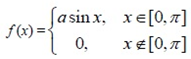 f(x)={ a sin x, x∈[0,π]
0, x∉[0,π]